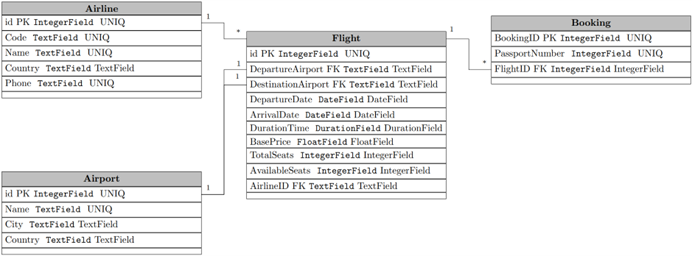 Airline
id PK IntegerField UNIQ
Code TextField UNIQ
Name TextField UNIQ
Country TextField TextField
Phone TextField UNIQ
1
*
Flight
id PK IntegerField UNIQ
DepartureAirport FK TextField TextField
DestinationAirport FK TextField TextField
DepartureDate DateField DateField
ArrivalDate DateField DateField
DurationTime DurationField DurationField
BasePrice FloatField FloatField
TotalSeats IntegerField IntegerField
AvailableSeats IntegerField IntegerField
AirlineID FK TextField TextField
1
1
1
*
Booking
BookingID PK IntegerField UNIQ
PassportNumber IntegerField UNIQ
FlightID FK IntegerField IntegerField
Airport
id PK IntegerField UNIQ
Name TextField UNIQ
City TextField TextField
Country TextField TextField
1